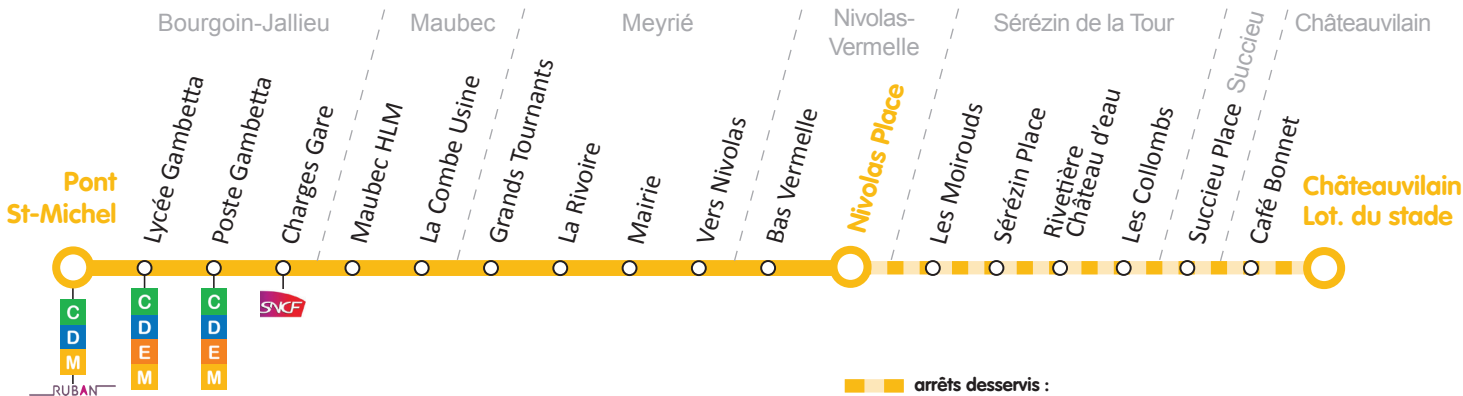 Bourgoin-Jallieu
Maubec
Meyrié
Nivolas-
Vermelle
Sérézin de la Tour
Succieu
Châteauvilain
Pont
St-Michel
Lycée Gambetta
Poste Gambetta
Charges Gare
Maubec HLM
La Combe Usine
Grands Tournants
La Rivoire
Mairie
Vers Nivolas
Bas Vermelle
Nivolas Place
Les Moirouds
Sérézin Place
Rivetière
Château d'eau
Les Collombs
Succieu Place
Café Bonnet
Châteauvilain
Lot. du stade
C
D
M
RUBAN
C
D
E
M
C
D
E
M
SNCF
arrêts desservis :